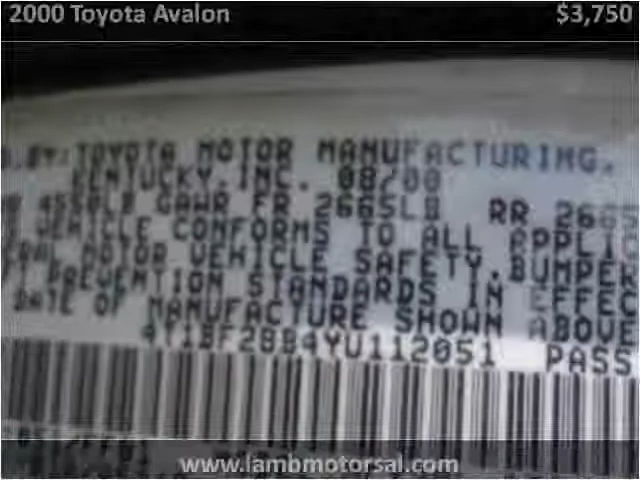 2000 Toyota Avalon $3,750
TOYOTA MOTOR MANUFACTURING,
KENTUCKY, INC. 08/00
4550LB GAWR FR 2665LB RR
VEHICLE CONFORMS TO ALL APPLIC
MOTOR VEHICLE SAFETY, BUMPER
PREVENTION STANDARDS IN EFFEC
DATE OF MANUFACTURE SHOWN ABOVE
4T1BF28B4YU112051 PASS
www.lambmotorsal.com